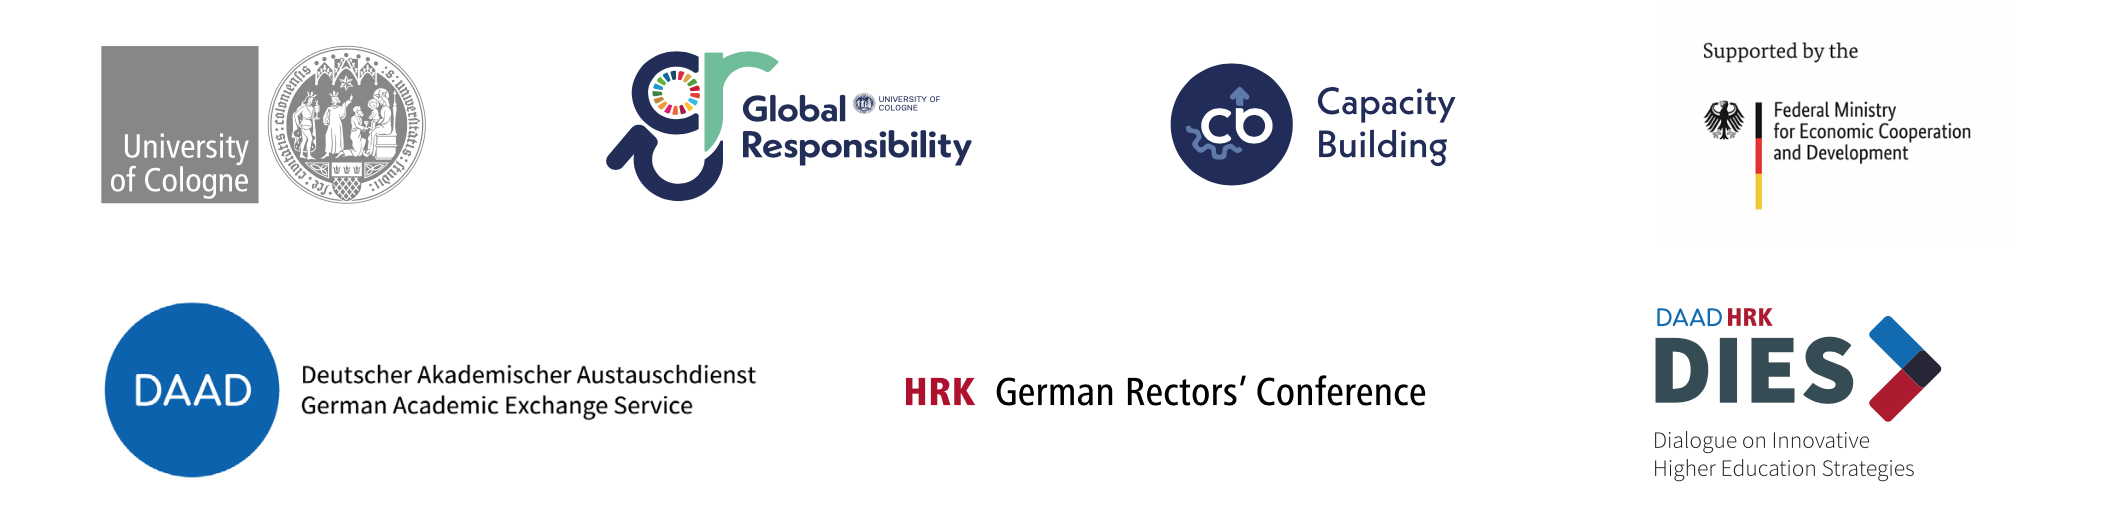 University
of Cologne
gr
Global
UNIVERSITY OF
COLOGNE
Responsibility
cb
Capacity
Building
Supported by the
Federal Ministry
for Economic Cooperation
and Development
DAAD
Deutscher Akademischer Austauschdienst
German Academic Exchange Service
HRK German Rectors’ Conference
DAAD HRK
DIES
Dialogue on Innovative
Higher Education Strategies